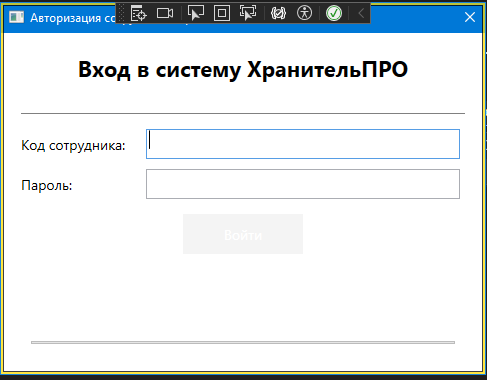 Авторизация со
Вход в систему ХранительПРО
Код сотрудника:
Пароль:
Войти